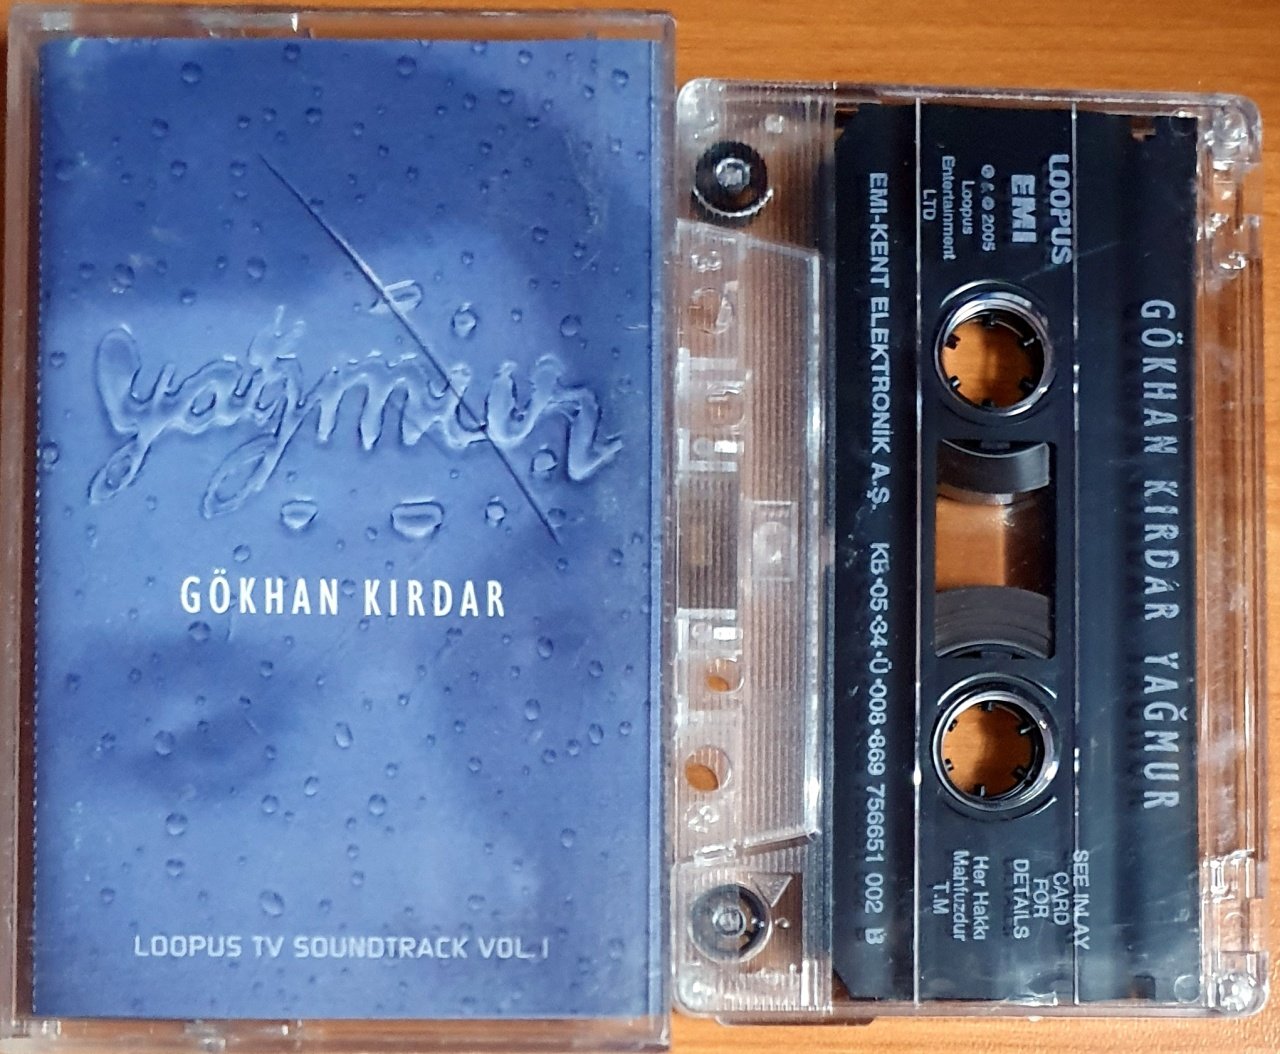 yağmur
GÖKHAN KIRDAR
LOOPUS TV SOUNDTRACK VOL.1
GÖKHAN KIRDAR YAĞMUR
LOOPUS
EMI
℗ & © 2005
Loopus
Entertainment
LTD
SEE INLAY
CARD
FOR
DETAILS
Her Hakkı
Mahfuzdur
T.M
EMI-KENT ELEKTRONİK A.Ş. KB•05•34•Ü•008•869 756651 002 B